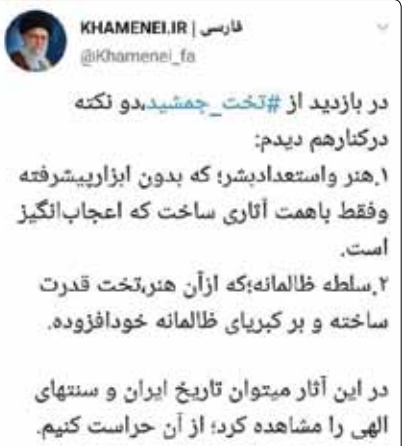 KHAMENEI.IR | فارسی
@Khamenei_fa
در بازدید از #تخت_جمشید،دو نکته
درکنارهم دیدم:
۱.هنر واستعدادبشر؛ که بدون ابزارپیشرفته
وفقط باهمت آثاری ساخت که اعجاب‌انگیز
است.
۲.سلطه ظالمانه؛که ازآن هنر،تخت قدرت
ساخته و بر کبریای ظالمانه خودافزوده.
در این آثار میتوان تاریخ ایران و سنتهای
الهی را مشاهده کرد؛ از آن حراست کنیم.